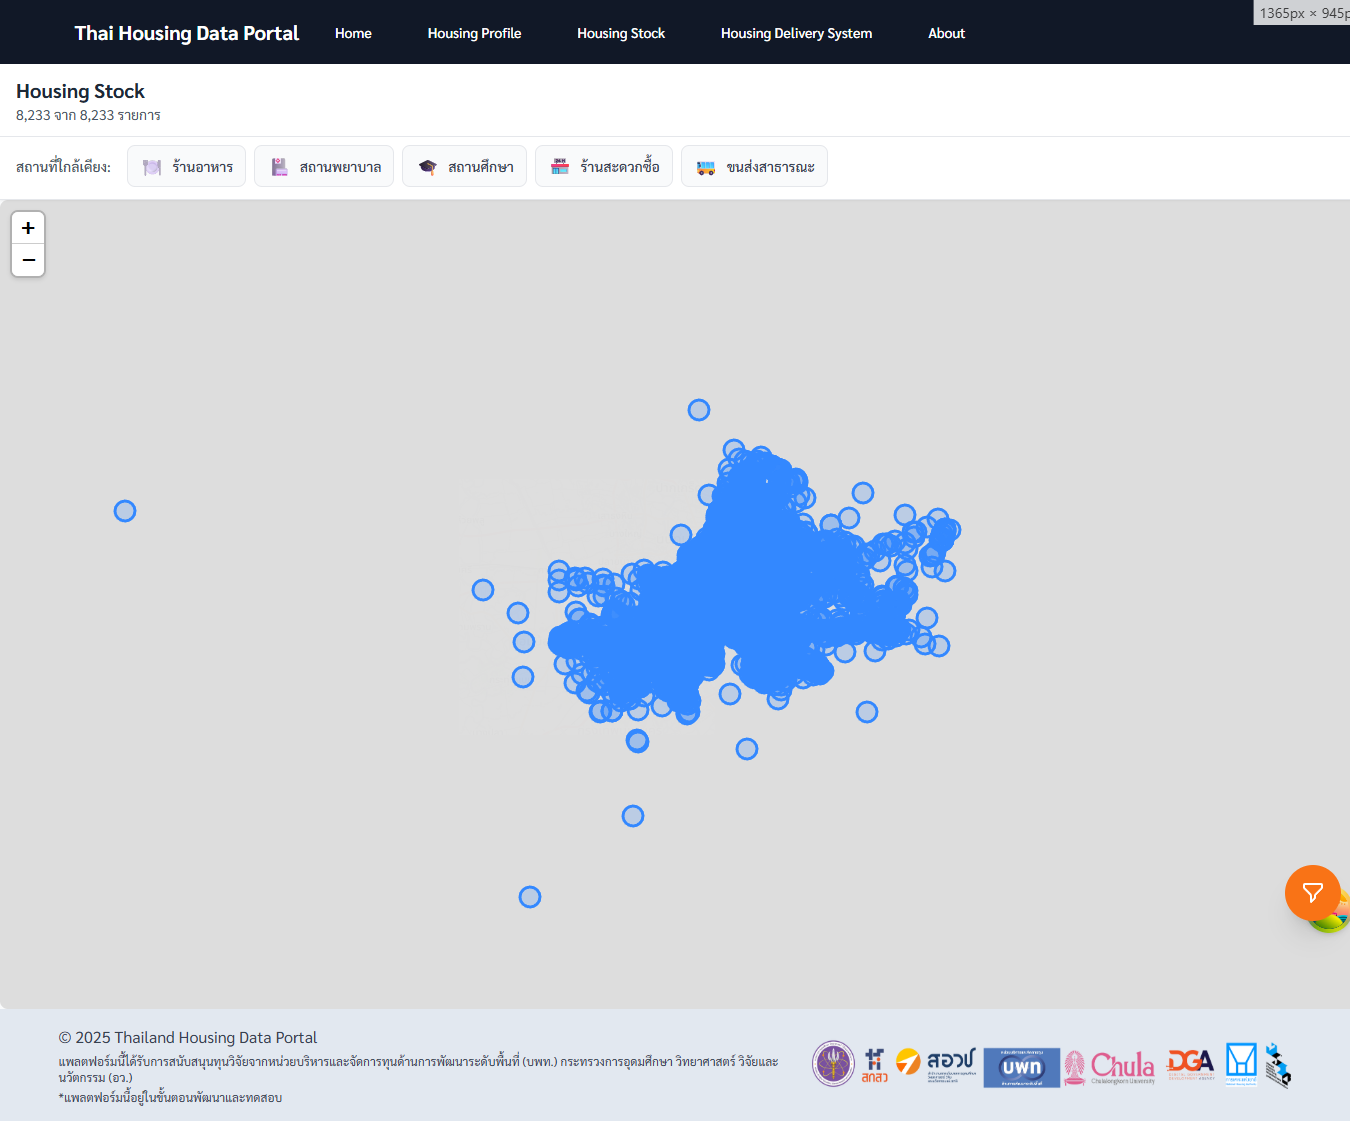 Thai Housing Data Portal
Home
Housing Profile
Housing Stock
Housing Delivery System
About
1365px × 945p
Housing Stock
8,233 จาก 8,233 รายการ
สถานที่ใกล้เคียง:
ร้านอาหาร
สถานพยาบาล
สถานศึกษา
ร้านสะดวกซื้อ
ขนส่งสาธารณะ
+
−
© 2025 Thailand Housing Data Portal
แพลตฟอร์มนี้ได้รับการสนับสนุนทุนวิจัยจากหน่วยบริหารและจัดการทุนด้านการพัฒนาระดับพื้นที่ (บพท.) กระทรวงการอุดมศึกษา วิทยาศาสตร์ วิจัยและ
นวัตกรรม (อว.)
*แพลตฟอร์มนี้อยู่ในขั้นตอนพัฒนาและทดสอบ
สกสว
สอวช
บพท
Chula
Chulalongkorn University
DGA